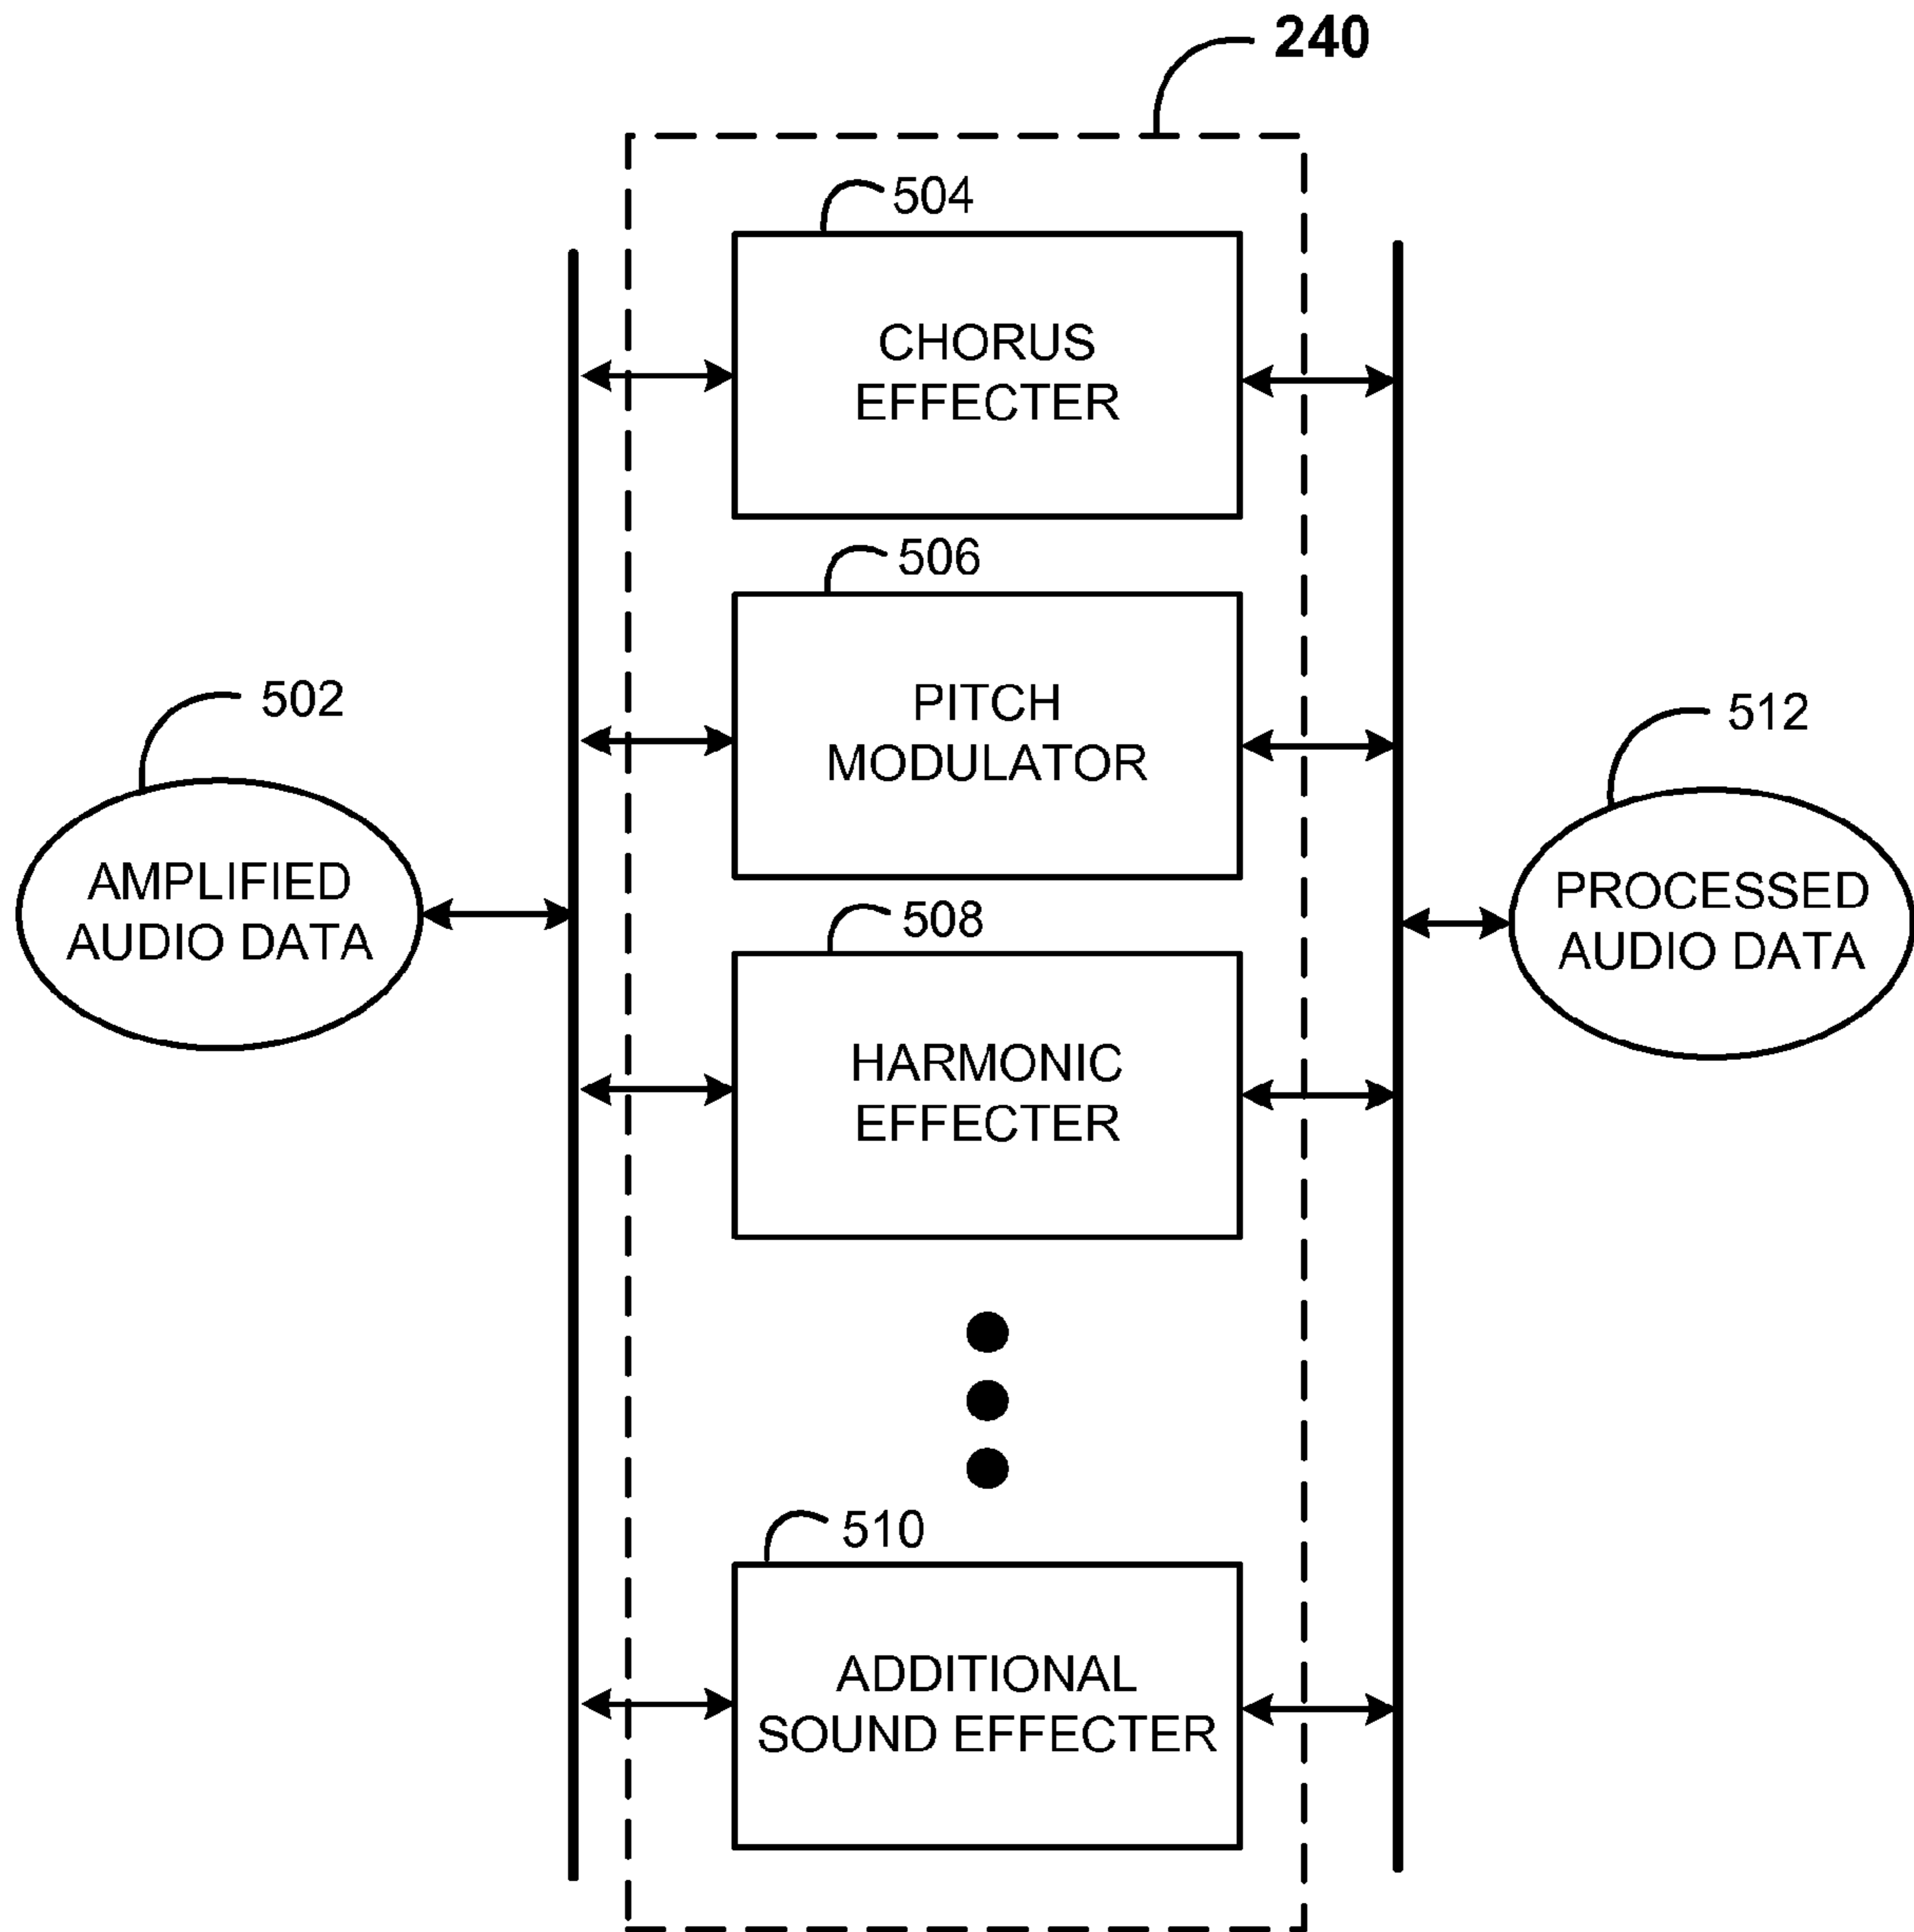 240
504
CHORUS
EFFECTER
506
PITCH
MODULATOR
502
AMPLIFIED
AUDIO DATA
512
PROCESSED
AUDIO DATA
508
HARMONIC
EFFECTER
510
ADDITIONAL
SOUND EFFECTER